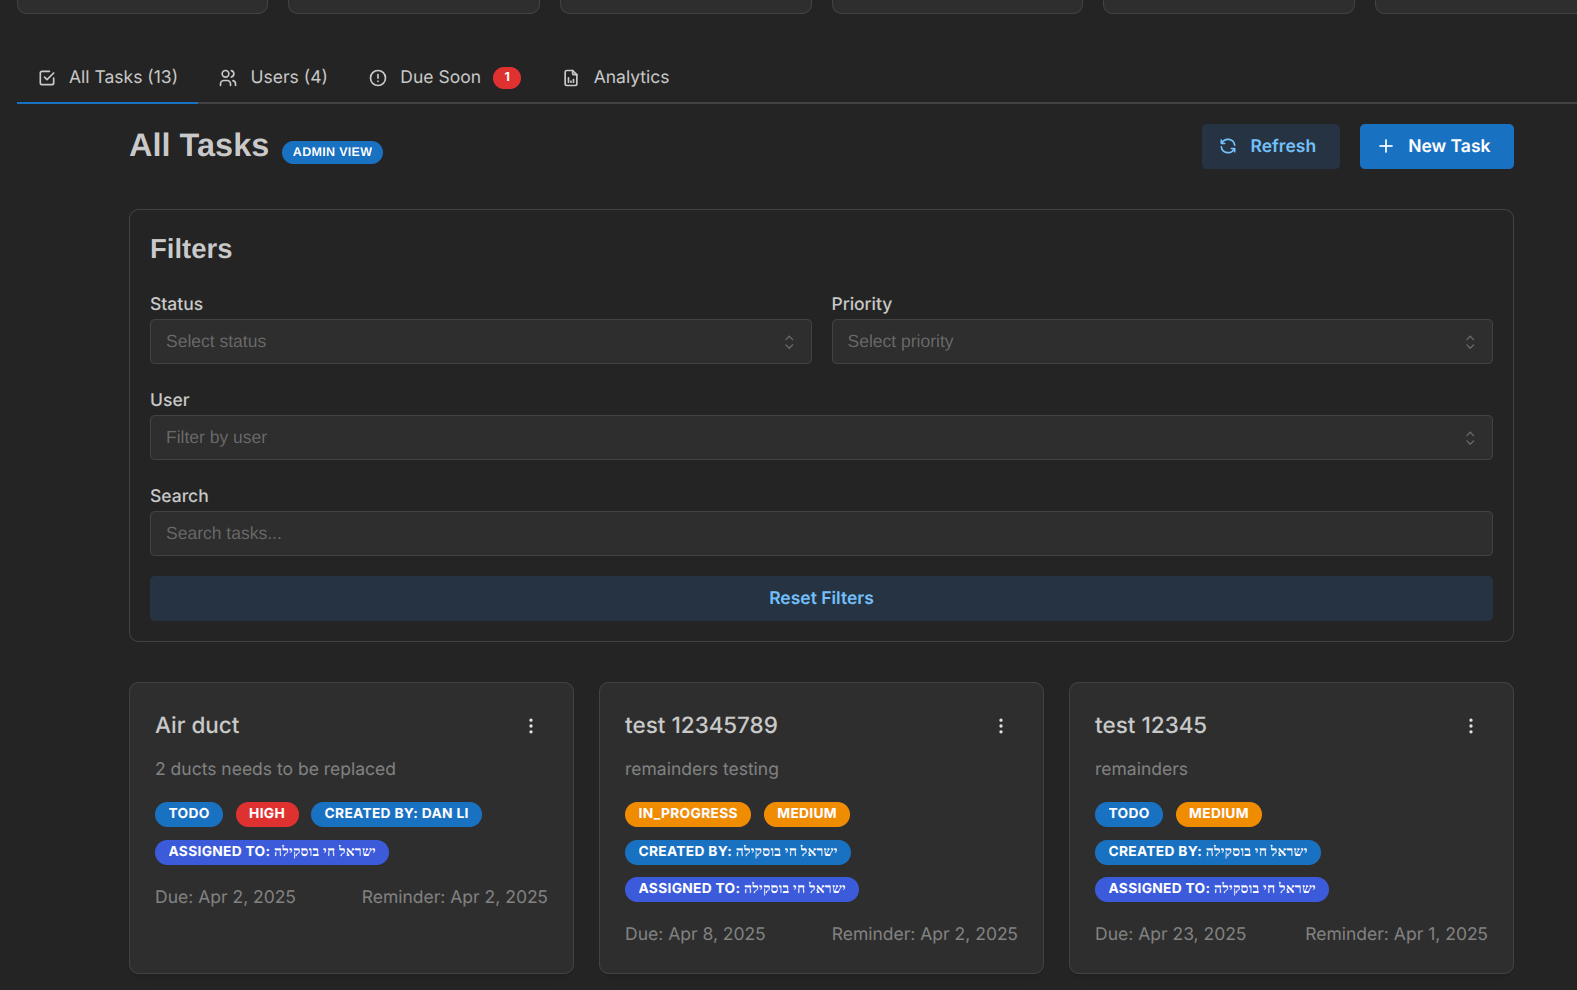 All Tasks (13) Users (4) Due Soon 1 Analytics
All Tasks ADMIN VIEW Refresh New Task
Filters
Status Priority
Select status Select priority
User
Filter by user
Search
Search tasks...
Reset Filters
Air duct
2 ducts needs to be replaced
TODO HIGH CREATED BY: DAN LI
ASSIGNED TO: ישראל חי בוסקילה
Due: Apr 2, 2025 Reminder: Apr 2, 2025
test 12345789
remainders testing
IN_PROGRESS MEDIUM
CREATED BY: ישראל חי בוסקילה
ASSIGNED TO: ישראל חי בוסקילה
Due: Apr 8, 2025 Reminder: Apr 2, 2025
test 12345
remainders
TODO MEDIUM
CREATED BY: ישראל חי בוסקילה
ASSIGNED TO: ישראל חי בוסקילה
Due: Apr 23, 2025 Reminder: Apr 1, 2025